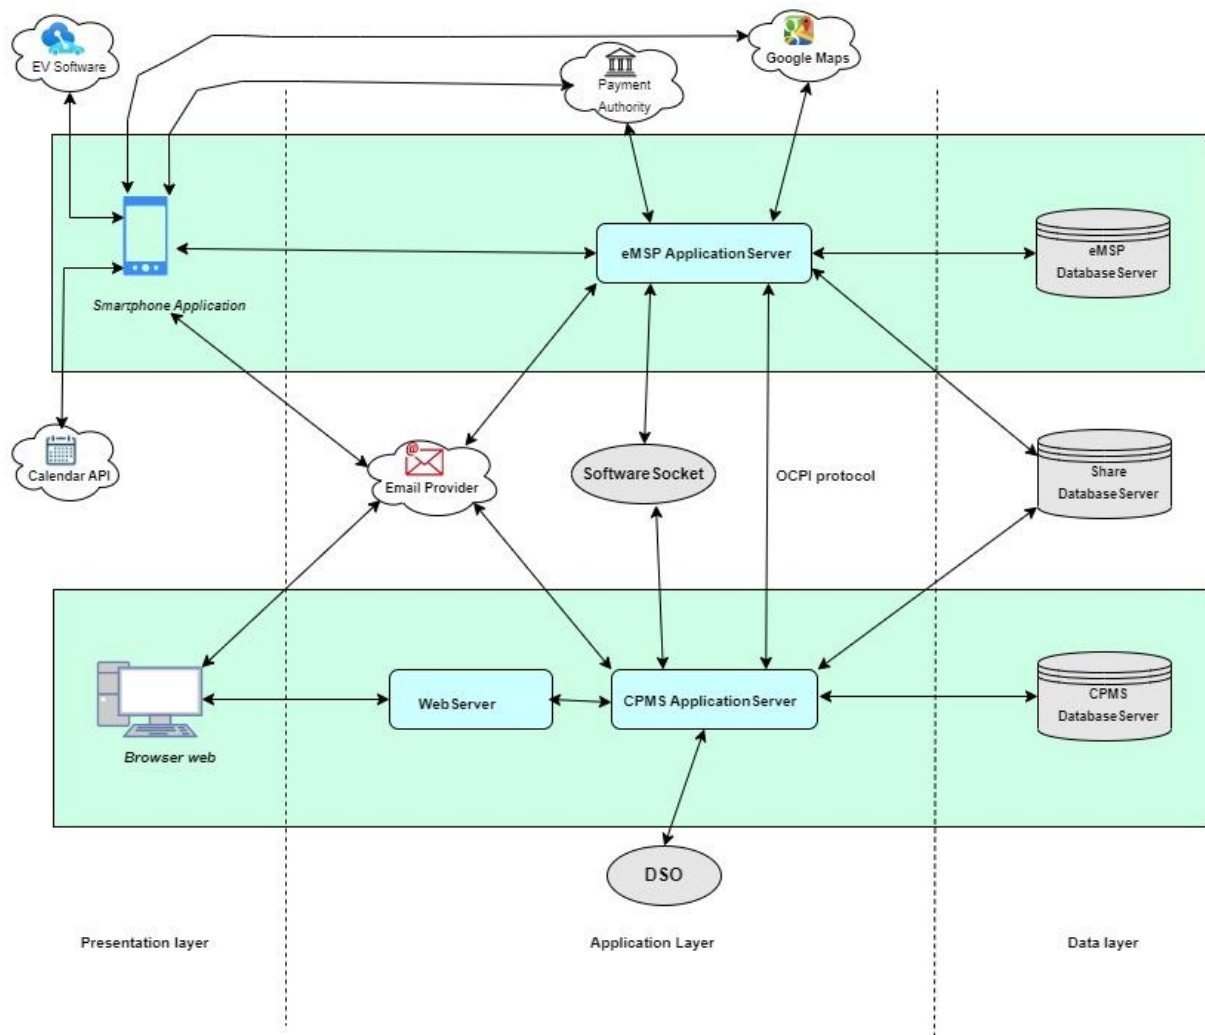 EV Software
Payment
Authority
Google Maps
Smartphone Application
eMSP Application Server
eMSP
Database Server
Calendar API
@
Email Provider
Software Socket
OCPI protocol
Share
Database Server
Browser web
Web Server
CPMS Application Server
CPMS
Database Server
DSO
Presentation layer
Application Layer
Data layer